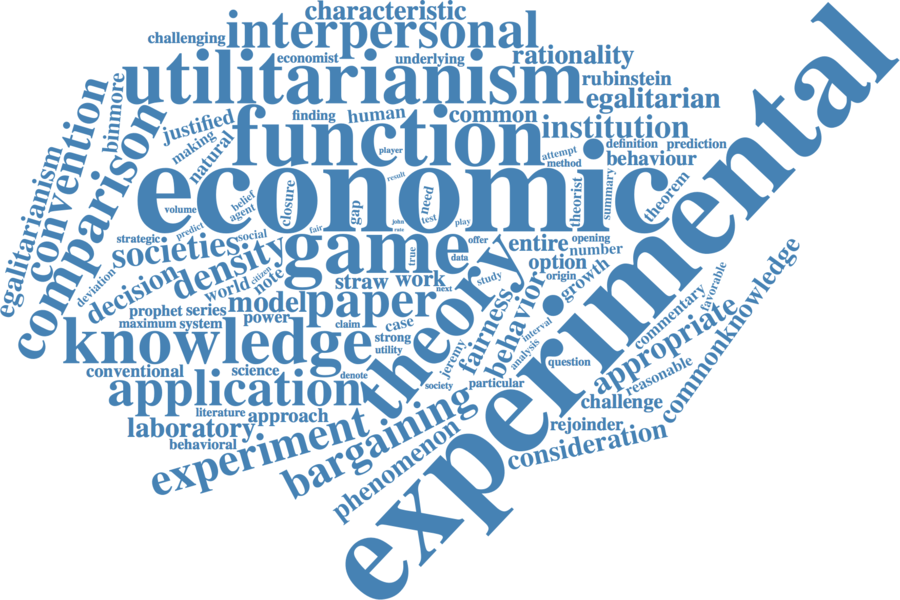 characteristic
challenging
interpersonal
economist
underlying
rationality
utilitarianism
rubinstein
egalitarian
binmore
convention
comparison
egalitarianism
justified
making
natural
finding
human
common
institution
function
player
attempt
method
definition
prediction
behaviour
economic
experimental
result
volume
belief
agent
predict
closure
gap
need
test
john
rate
play
fair
theorist
summary
theorem
strategic
societies
social
density
game
true
data
offer
entire
opening
number
option
origin
growth
deviation
decision
world
citizen
note
straw
work
next
study
theory
prophet
series
model
paper
power
maximum
system
claim
case
knowledge
strong
utility
jeremy
fairness
behavior
interval
analysis
question
commentary
favorable
appropriate
reasonable
commonknowledge
conventional
science
denote
application
society
particular
challenge
literature
approach
laboratory
behavioral
experiment
bargaining
phenomenon
rejoinder
consideration